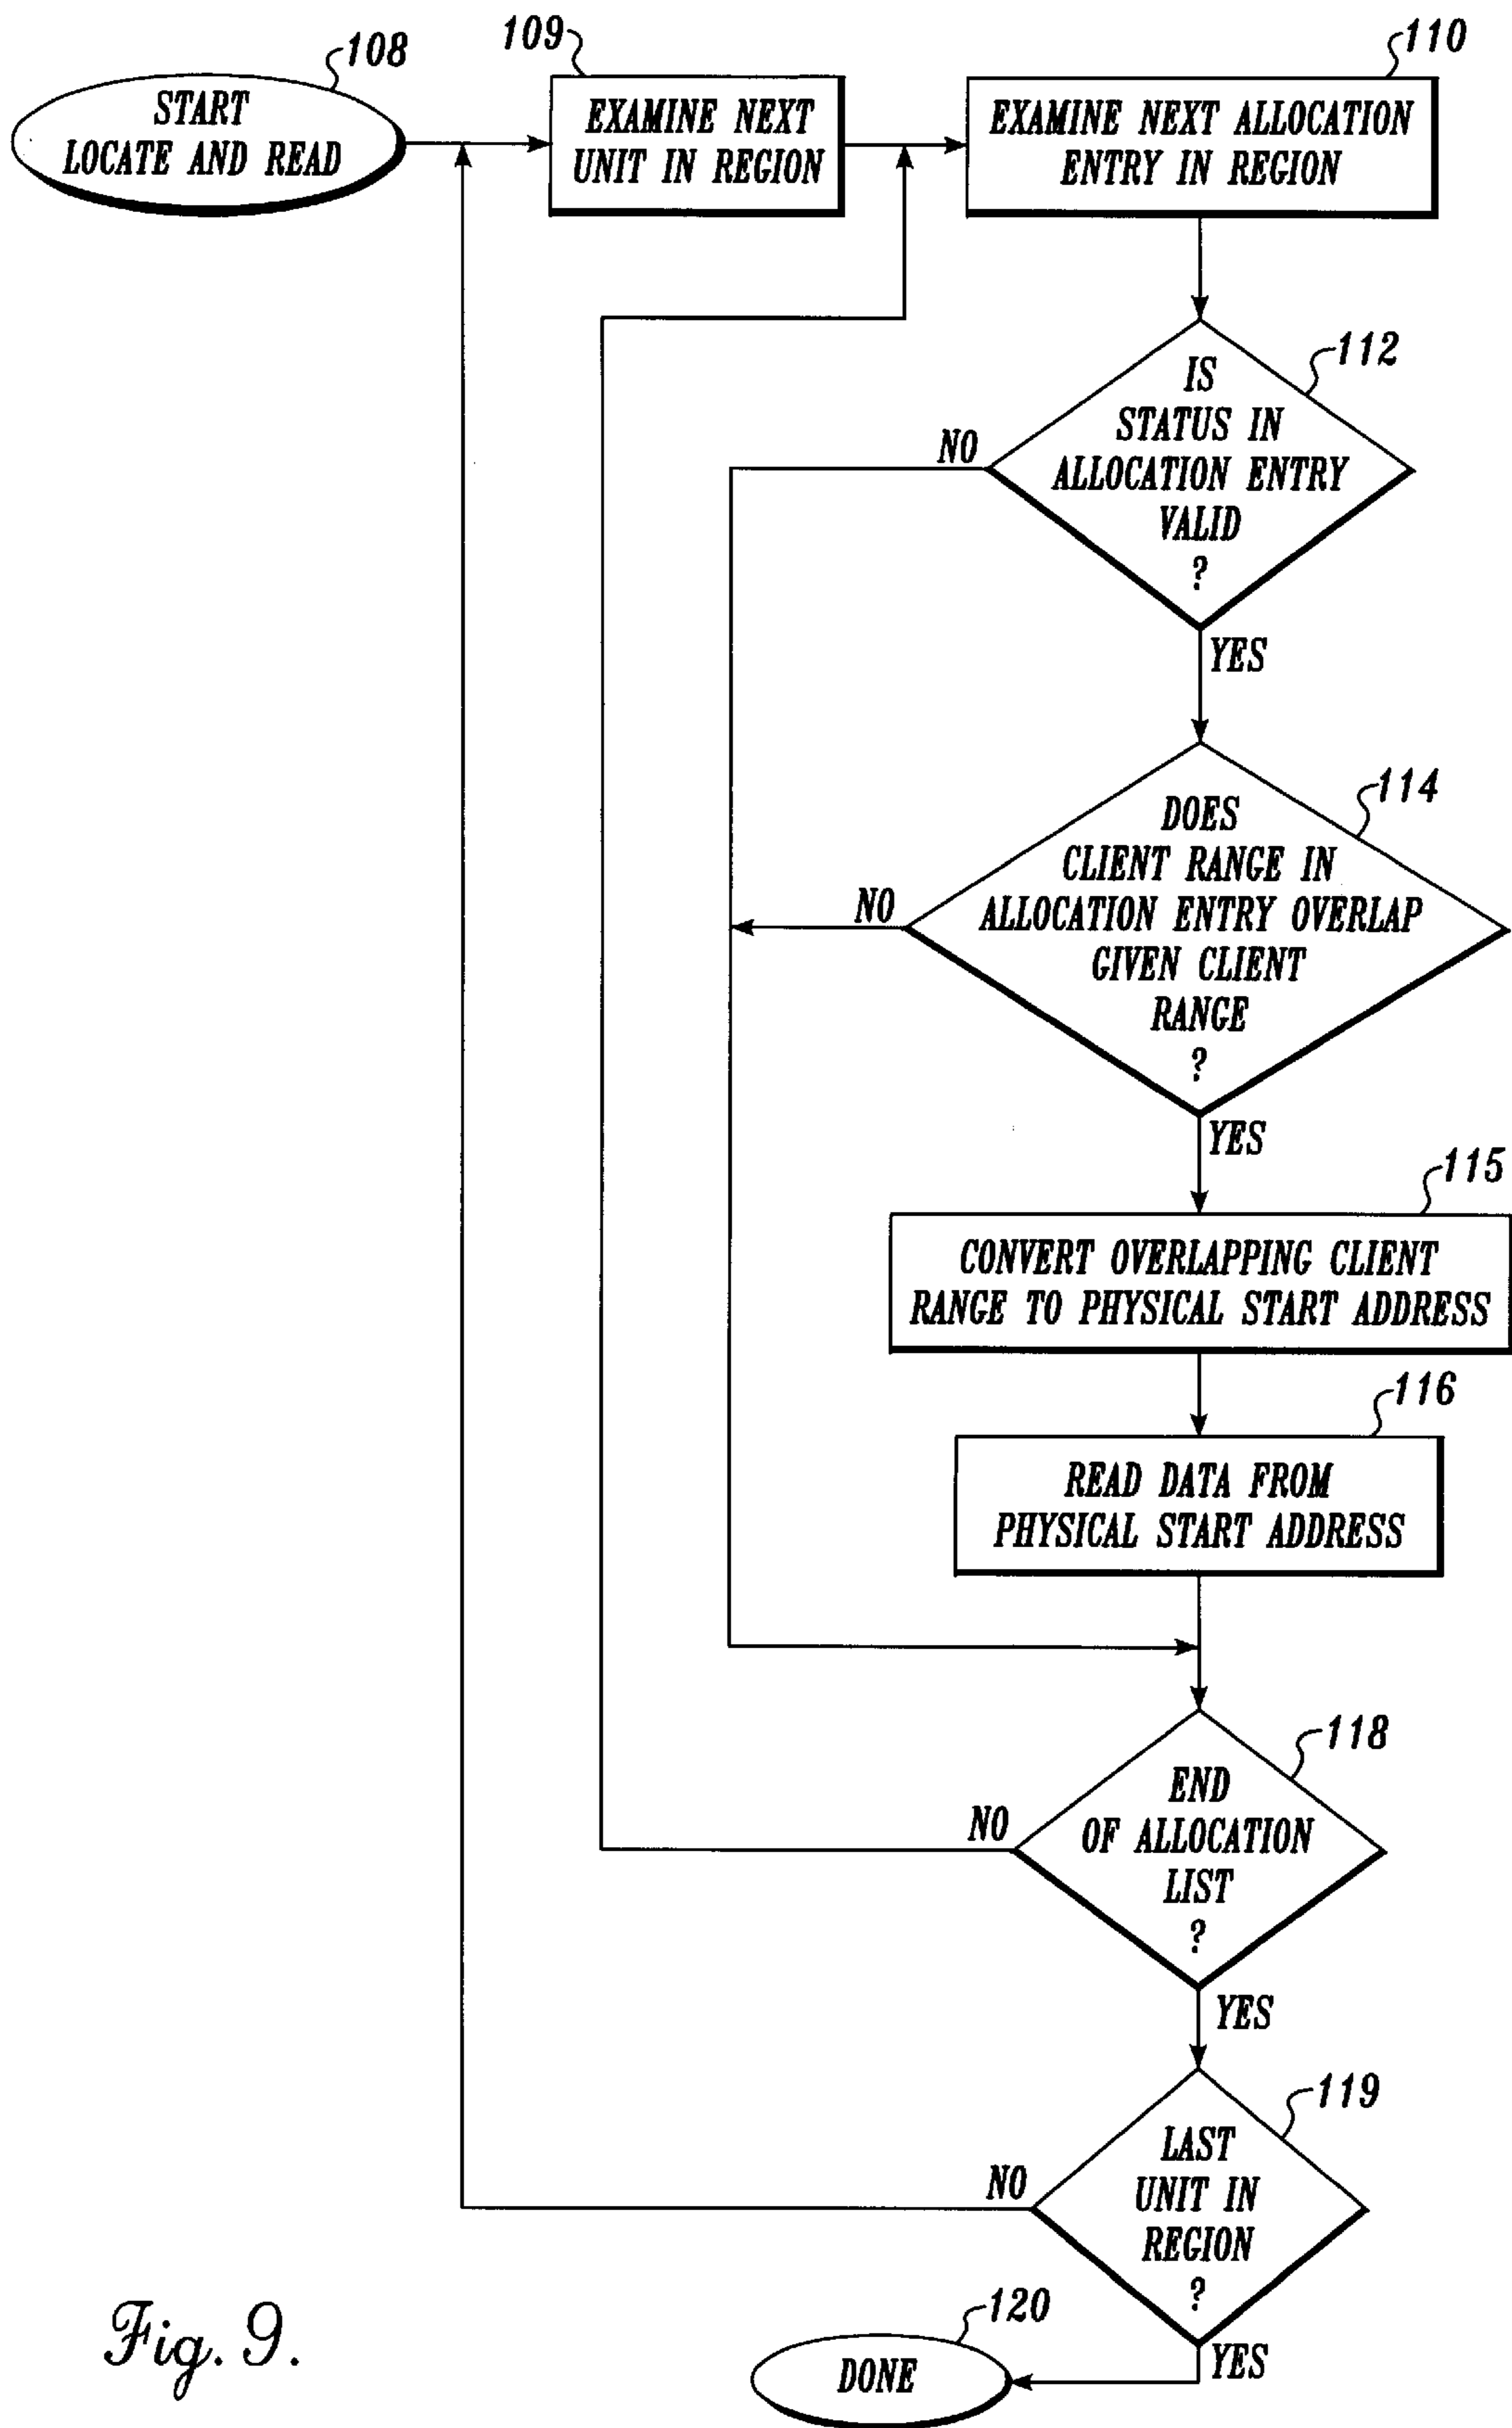 108
START
LOCATE AND READ
109
EXAMINE NEXT
UNIT IN REGION
110
EXAMINE NEXT ALLOCATION
ENTRY IN REGION
112
IS
STATUS IN
ALLOCATION ENTRY
VALID
?
NO
YES
114
DOES
CLIENT RANGE IN
ALLOCATION ENTRY OVERLAP
GIVEN CLIENT
RANGE
?
NO
YES
115
CONVERT OVERLAPPING CLIENT
RANGE TO PHYSICAL START ADDRESS
116
READ DATA FROM
PHYSICAL START ADDRESS
118
END
OF ALLOCATION
LIST
?
NO
YES
119
LAST
UNIT IN
REGION
?
NO
YES
120
DONE
Fig. 9.